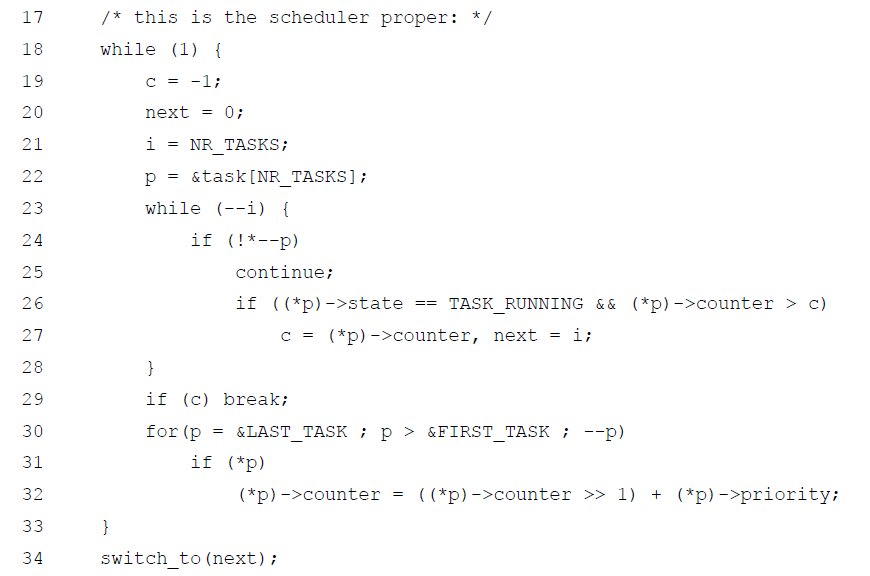 17 /* this is the scheduler proper: */
18 while (1) {
19 c = -1;
20 next = 0;
21 i = NR_TASKS;
22 p = &task[NR_TASKS];
23 while (--i) {
24 if (!*--p)
25 continue;
26 if ((*p)->state == TASK_RUNNING && (*p)->counter > c)
27 c = (*p)->counter, next = i;
28 }
29 if (c) break;
30 for(p = &LAST_TASK ; p > &FIRST_TASK ; --p)
31 if (*p)
32 (*p)->counter = ((*p)->counter >> 1) + (*p)->priority;
33 }
34 switch_to(next);